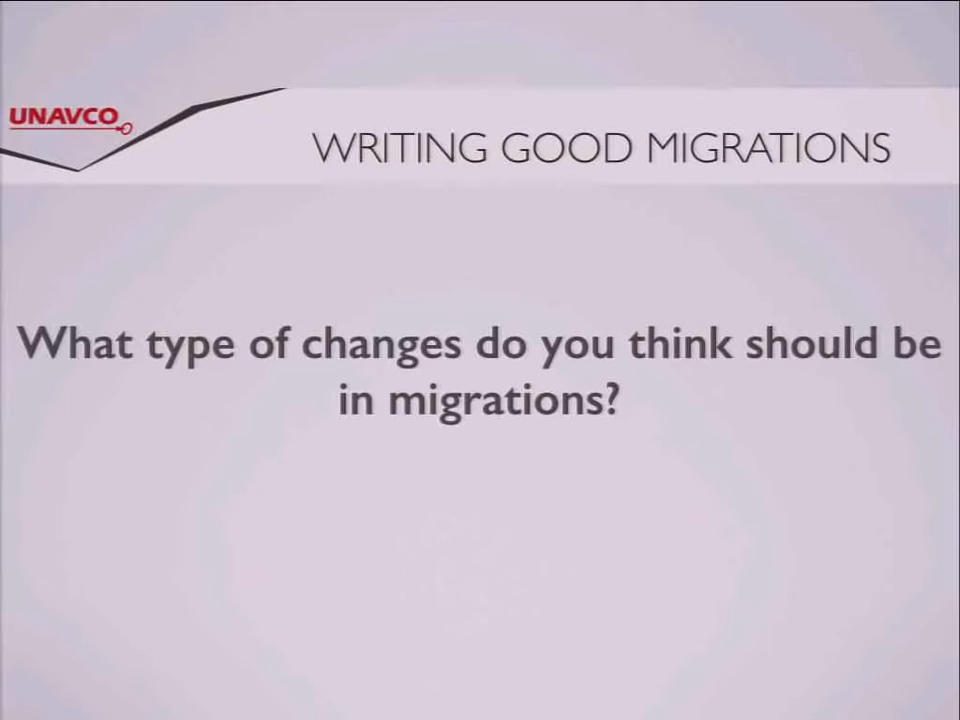 UNAVCO
WRITING GOOD MIGRATIONS
What type of changes do you think should be
in migrations?